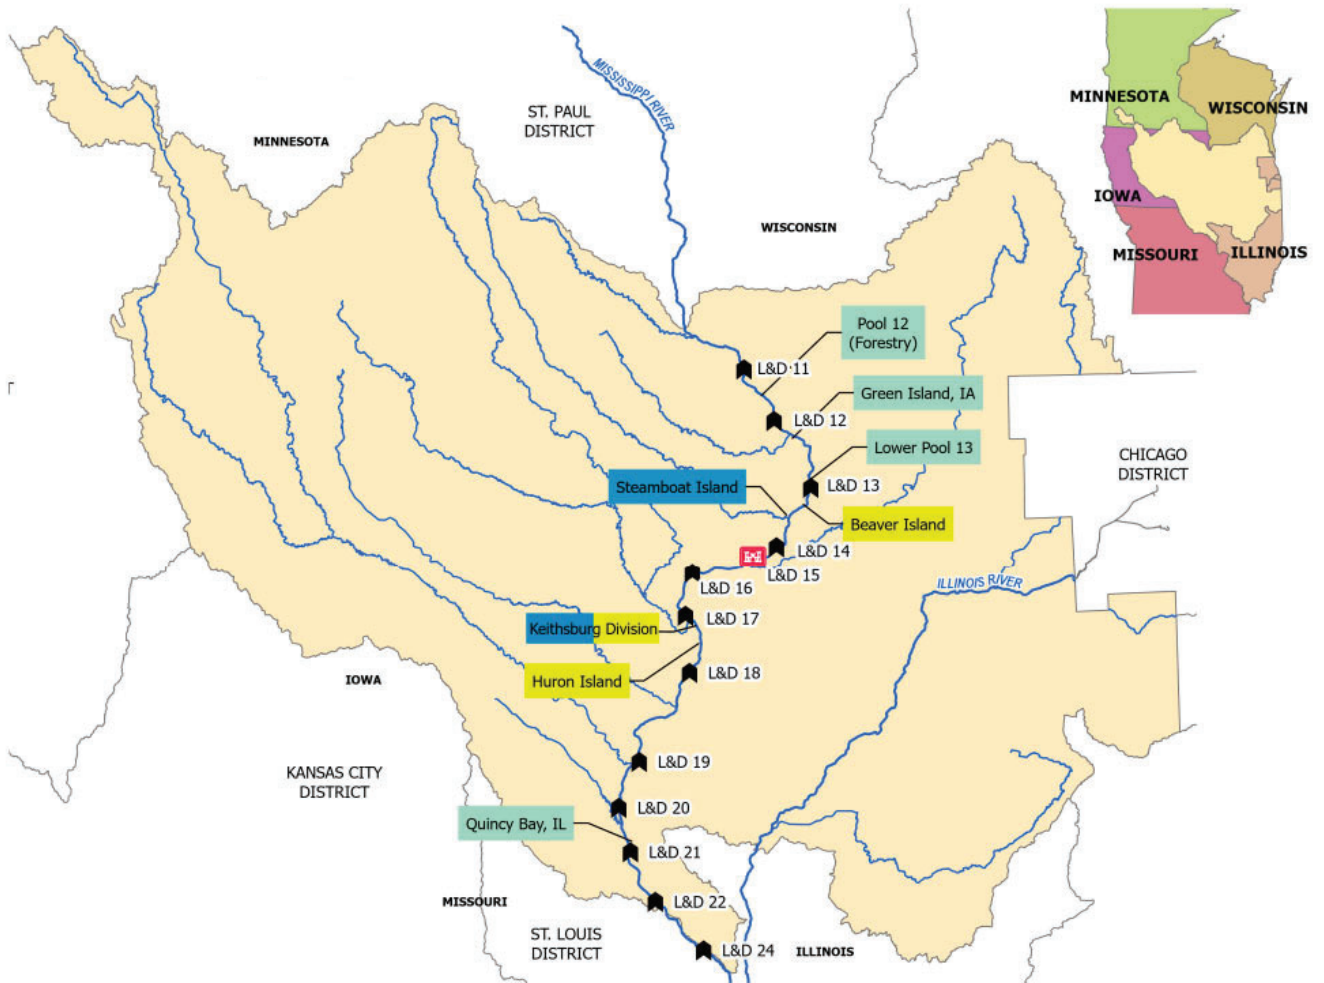 MISSISSIPPI RIVER
ST. PAUL
DISTRICT
MINNESOTA
WISCONSIN
MINNESOTA
WISCONSIN
IOWA
MISSOURI
ILLINOIS
Pool 12
(Forestry)
L&D 11
Green Island, IA
L&D 12
Lower Pool 13
CHICAGO
DISTRICT
Steamboat Island
L&D 13
Beaver Island
L&D 14
L&D 15
L&D 16
ILLINOIS RIVER
L&D 17
Keithsburg Division
L&D 18
Huron Island
IOWA
L&D 19
KANSAS CITY
DISTRICT
L&D 20
Quincy Bay, IL
L&D 21
L&D 22
MISSOURI
ST. LOUIS
DISTRICT
L&D 24
ILLINOIS